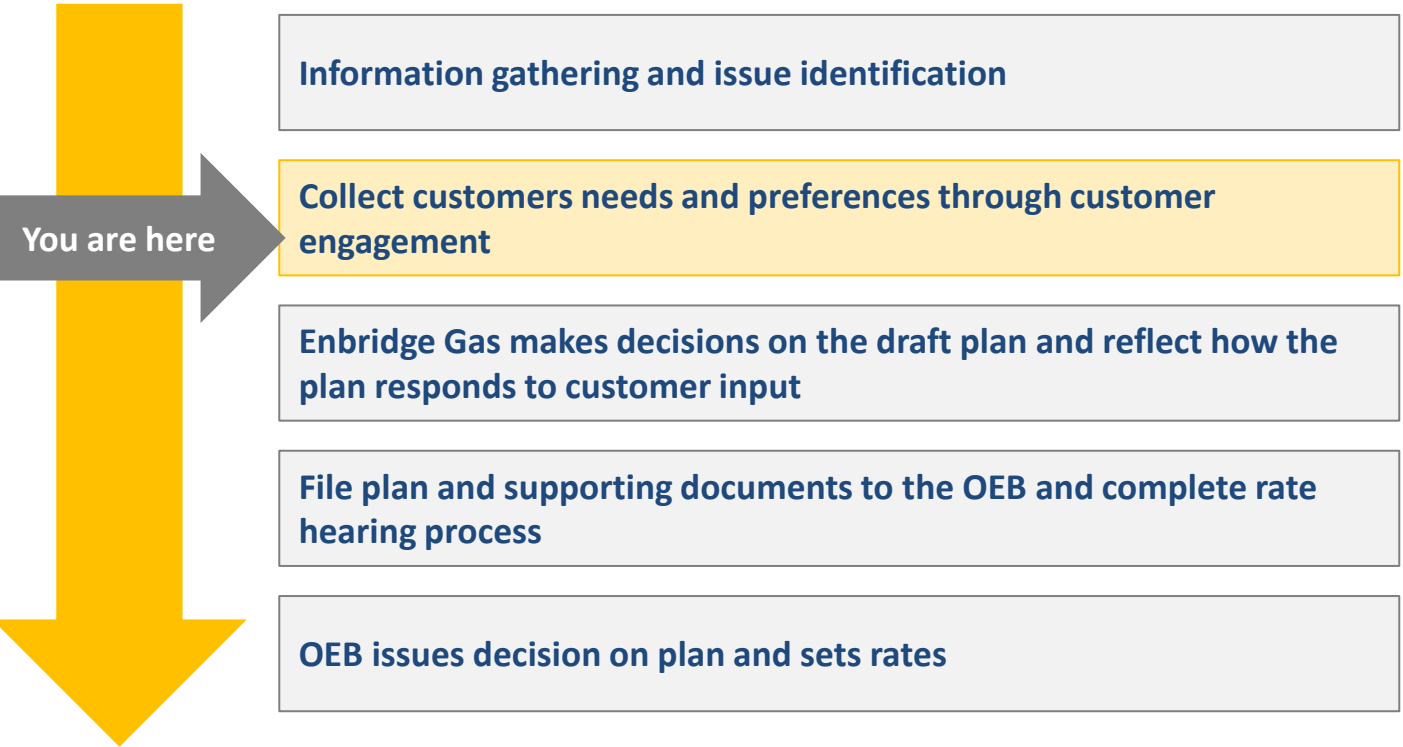 Information gathering and issue identification
Collect customers needs and preferences through customer
engagement
You are here
Enbridge Gas makes decisions on the draft plan and reflect how the
plan responds to customer input
File plan and supporting documents to the OEB and complete rate
hearing process
OEB issues decision on plan and sets rates